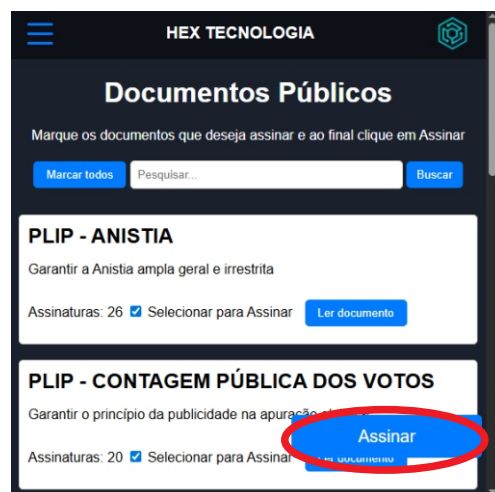 HEX TECNOLOGIA
Documentos Públicos
Marque os documentos que deseja assinar e ao final clique em Assinar
Marcar todos Pesquisar... Buscar
PLIP - ANISTIA
Garantir a Anistia ampla geral e irrestrita
Assinaturas: 26 Selecionar para Assinar Ler documento
PLIP - CONTAGEM PÚBLICA DOS VOTOS
Garantir o princípio da publicidade na apuração
Assinar
Assinaturas: 20 Selecionar para Assinar Ler documento